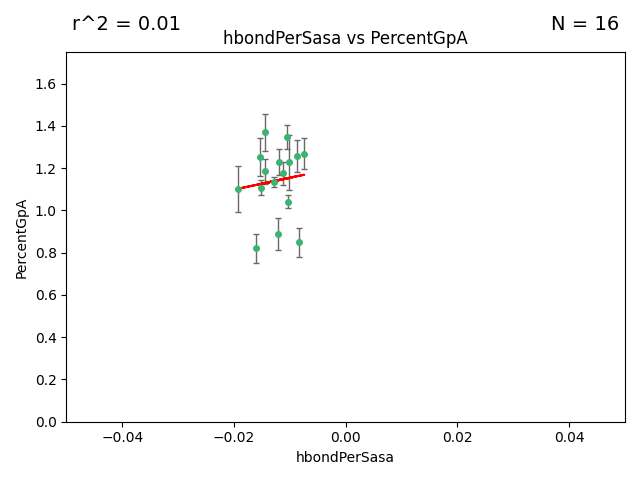 r^2 = 0.01
N = 16
hbondPerSasa vs PercentGpA
PercentGpA
1.6
1.4
1.2
1.0
0.8
0.6
0.4
0.2
0.0
−0.04
−0.02
0.00
0.02
0.04
hbondPerSasa